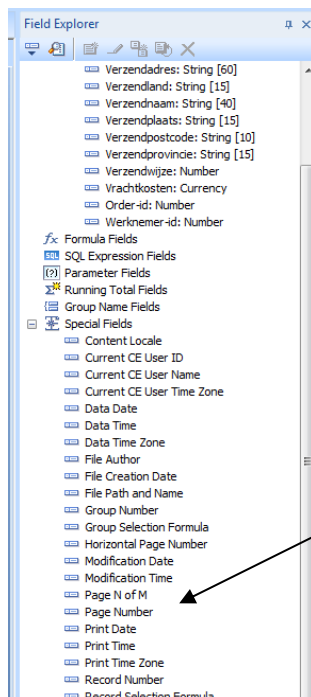 Field Explorer
Verzendadres: String [60]
Verzendland: String [15]
Verzendnaam: String [40]
Verzendplaats: String [15]
Verzendpostcode: String [10]
Verzendprovincie: String [15]
Verzendwijze: Number
Vrachtkosten: Currency
Order-id: Number
Werknemer-id: Number
Formula Fields
SQL Expression Fields
Parameter Fields
Running Total Fields
Group Name Fields
Special Fields
Content Locale
Current CE User ID
Current CE User Name
Current CE User Time Zone
Data Date
Data Time
Data Time Zone
File Author
File Creation Date
File Path and Name
Group Number
Group Selection Formula
Horizontal Page Number
Modification Date
Modification Time
Page N of M
Page Number
Print Date
Print Time
Print Time Zone
Record Number
Record Selection Formula